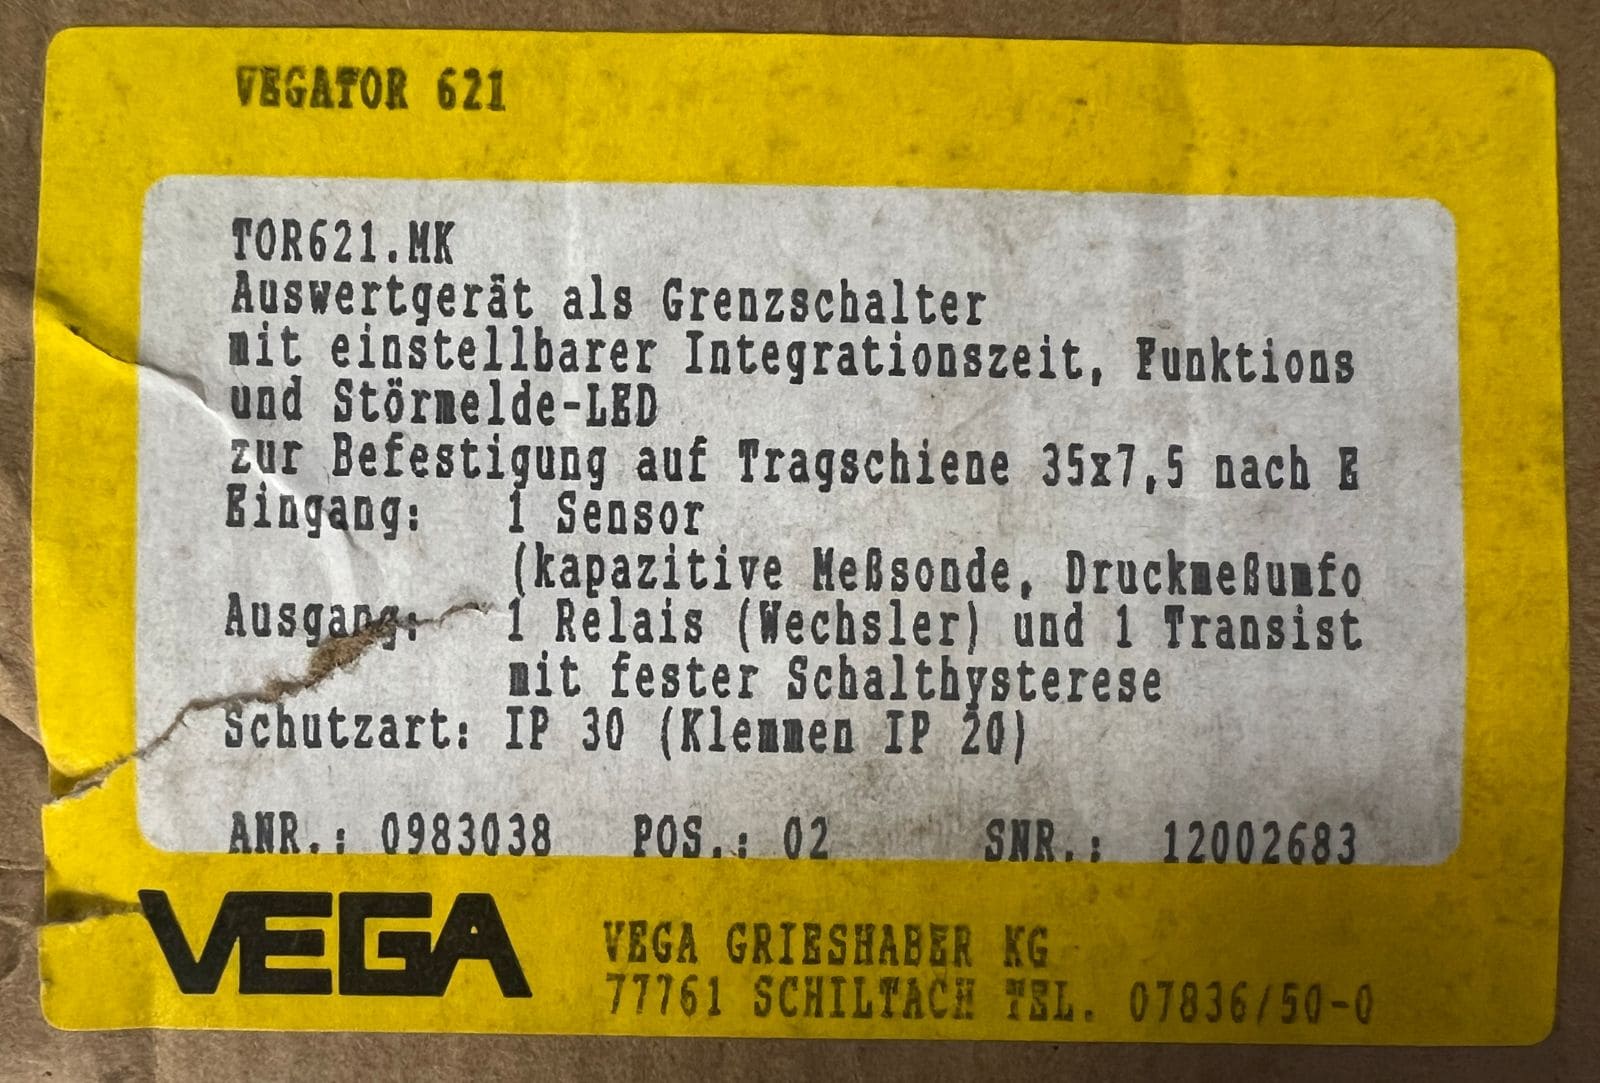 VEGATOR 621
TOR621.MK
Auswertgerät als Grenzschalter
mit einstellbarer Integrationszeit, Funktions
und Störmelde-LED
zur Befestigung auf Tragschiene 35x7,5 nach E
Eingang: 1 Sensor
(kapazitive Meßsonde, Druckmeßumfo
Ausgang: 1 Relais (Wechsler) und 1 Transist
mit fester Schalthysterese
Schutzart: IP 30 (Klemmen IP 20)
ANR.: 0983038 POS.: 02 SNR.: 12002683
VEGA
VEGA GRIESHABER KG
77761 SCHILTACH TEL. 07836/50-0